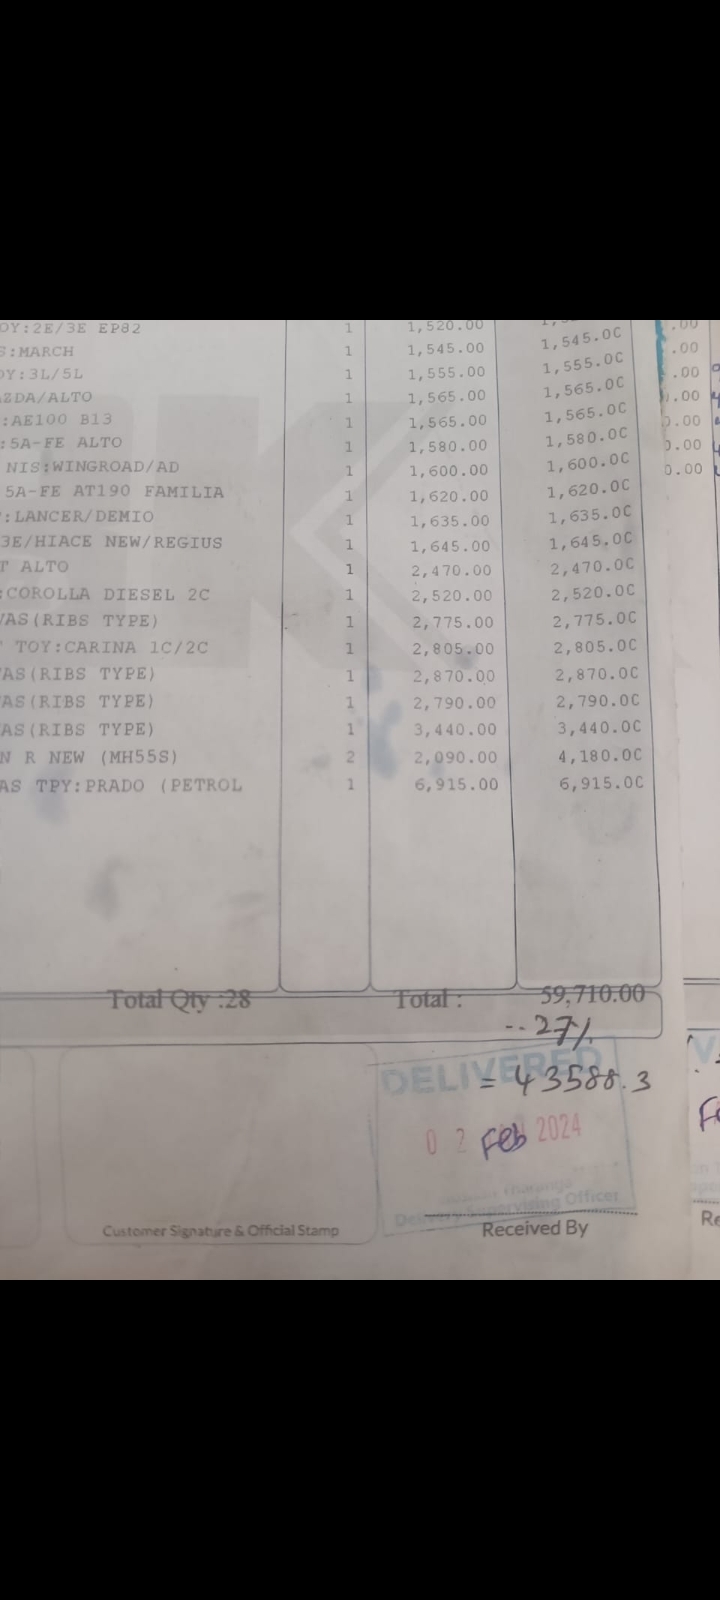 OY:2E/3E EP82 1 1,520.00
S:MARCH 1 1,545.00 1,545.0C
OY:3L/5L 1 1,555.00 1,555.0C
AZDA/ALTO 1 1,565.00 1,565.0C
:AE100 B13 1 1,565.00 1,565.0C
:5A-FE ALTO 1 1,580.00 1,580.0C
NIS:WINGROAD/AD 1 1,600.00 1,600.0C
5A-FE AT190 FAMILIA 1 1,620.00 1,620.0C
:LANCER/DEMIO 1 1,635.00 1,635.0C
3E/HIACE NEW/REGIUS 1 1,645.00 1,645.0C
T ALTO 1 2,470.00 2,470.0C
:COROLLA DIESEL 2C 1 2,520.00 2,520.0C
VAS(RIBS TYPE) 1 2,775.00 2,775.0C
TOY:CARINA 1C/2C 1 2,805.00 2,805.0C
AS(RIBS TYPE) 1 2,870.00 2,870.0C
AS(RIBS TYPE) 1 2,790.00 2,790.0C
AS(RIBS TYPE) 1 3,440.00 3,440.0C
N R NEW (MH55S) 2 2,090.00 4,180.0C
AS TPY:PRADO (PETROL 1 6,915.00 6,915.0C
Total Qty :28 Total : 59,710.00
-- 27%
DELIVERED
= 43588.3
02 Feb 2024
Delivery Supervising Officer
Customer Signature & Official Stamp
Received By